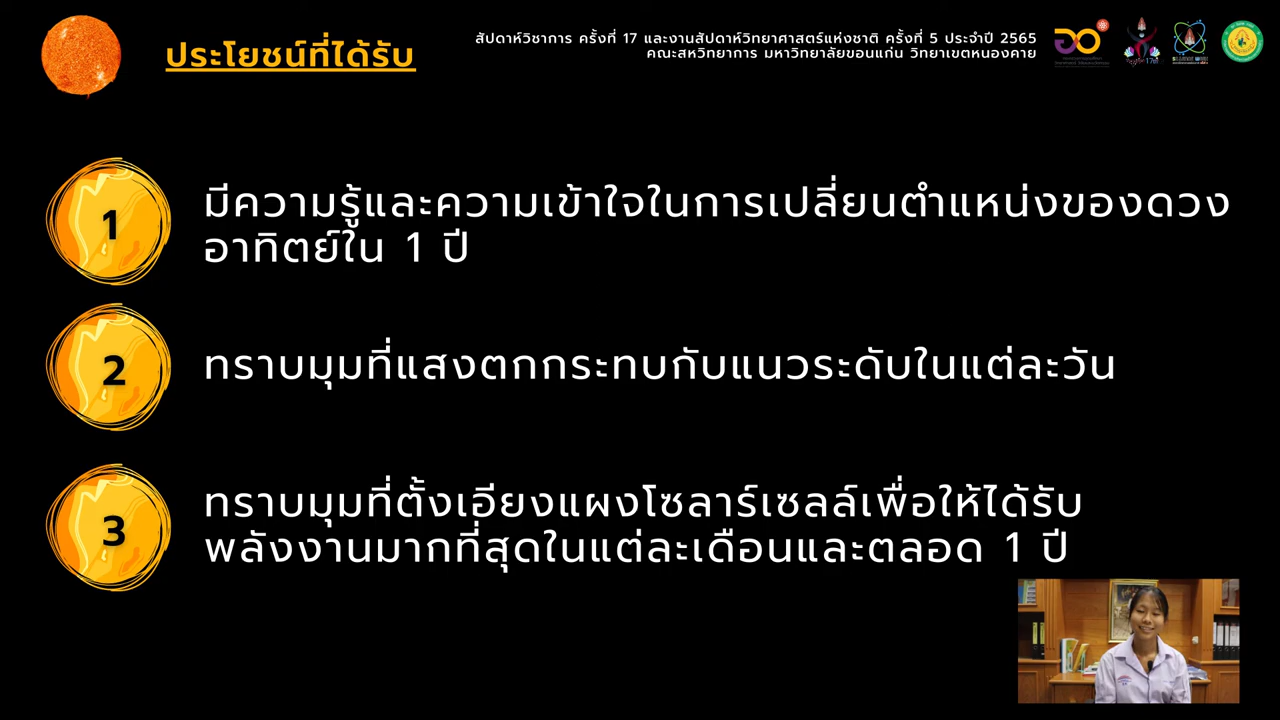 ประโยชน์ที่ได้รับ
สัปดาห์วิชาการ ครั้งที่ 17 และงานสัปดาห์วิทยาศาสตร์แห่งชาติ ครั้งที่ 5 ประจำปี 2565
คณะสหวิทยาการ มหาวิทยาลัยขอนแก่น วิทยาเขตหนองคาย
1
มีความรู้และความเข้าใจในการเปลี่ยนตำแหน่งของดวง
อาทิตย์ใน 1 ปี
2
ทราบมุมที่แสงตกกระทบกับแนวระดับในแต่ละวัน
3
ทราบมุมที่ตั้งเอียงแผงโซลาร์เซลล์เพื่อให้ได้รับ
พลังงานมากที่สุดในแต่ละเดือนและตลอด 1 ปี